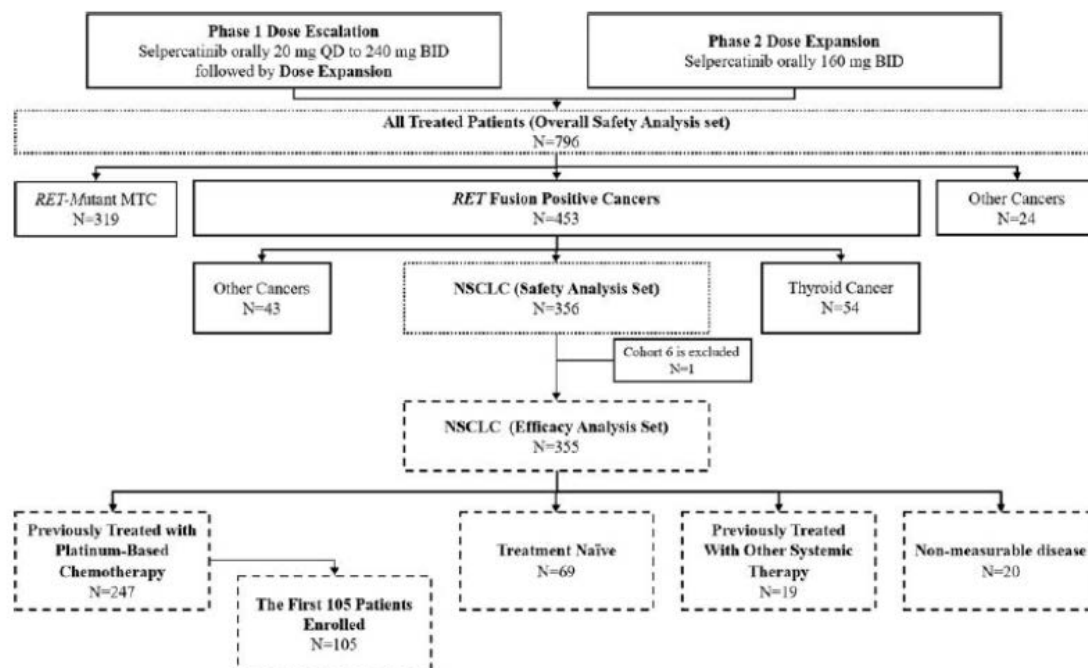 Phase 1 Dose Escalation
Selpercatinib orally 20 mg QD to 240 mg BID
followed by Dose Expansion
Phase 2 Dose Expansion
Selpercatinib orally 160 mg BID
All Treated Patients (Overall Safety Analysis set)
N=796
RET-Mutant MTC
N=319
RET Fusion Positive Cancers
N=453
Other Cancers
N=24
Other Cancers
N=43
NSCLC (Safety Analysis Set)
N=356
Thyroid Cancer
N=54
Cohort 6 is excluded
N=1
NSCLC (Efficacy Analysis Set)
N=355
Previously Treated with
Platinum-Based
Chemotherapy
N=247
The First 105 Patients
Enrolled
N=105
Treatment Naïve
N=69
Previously Treated
With Other Systemic
Therapy
N=19
Non-measurable disease
N=20